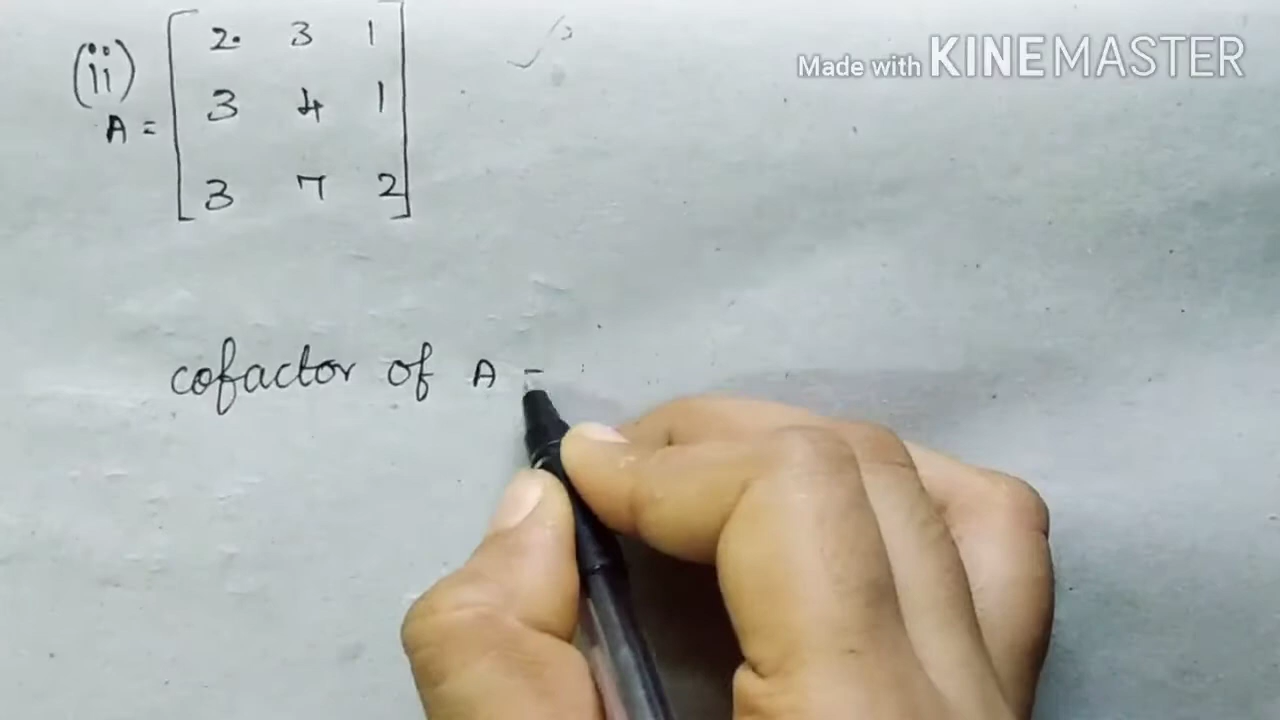 Made with KINEMASTER
(ii)
A = [ 2. 3 1
3 4 1
3 7 2 ]
cofactor of A -